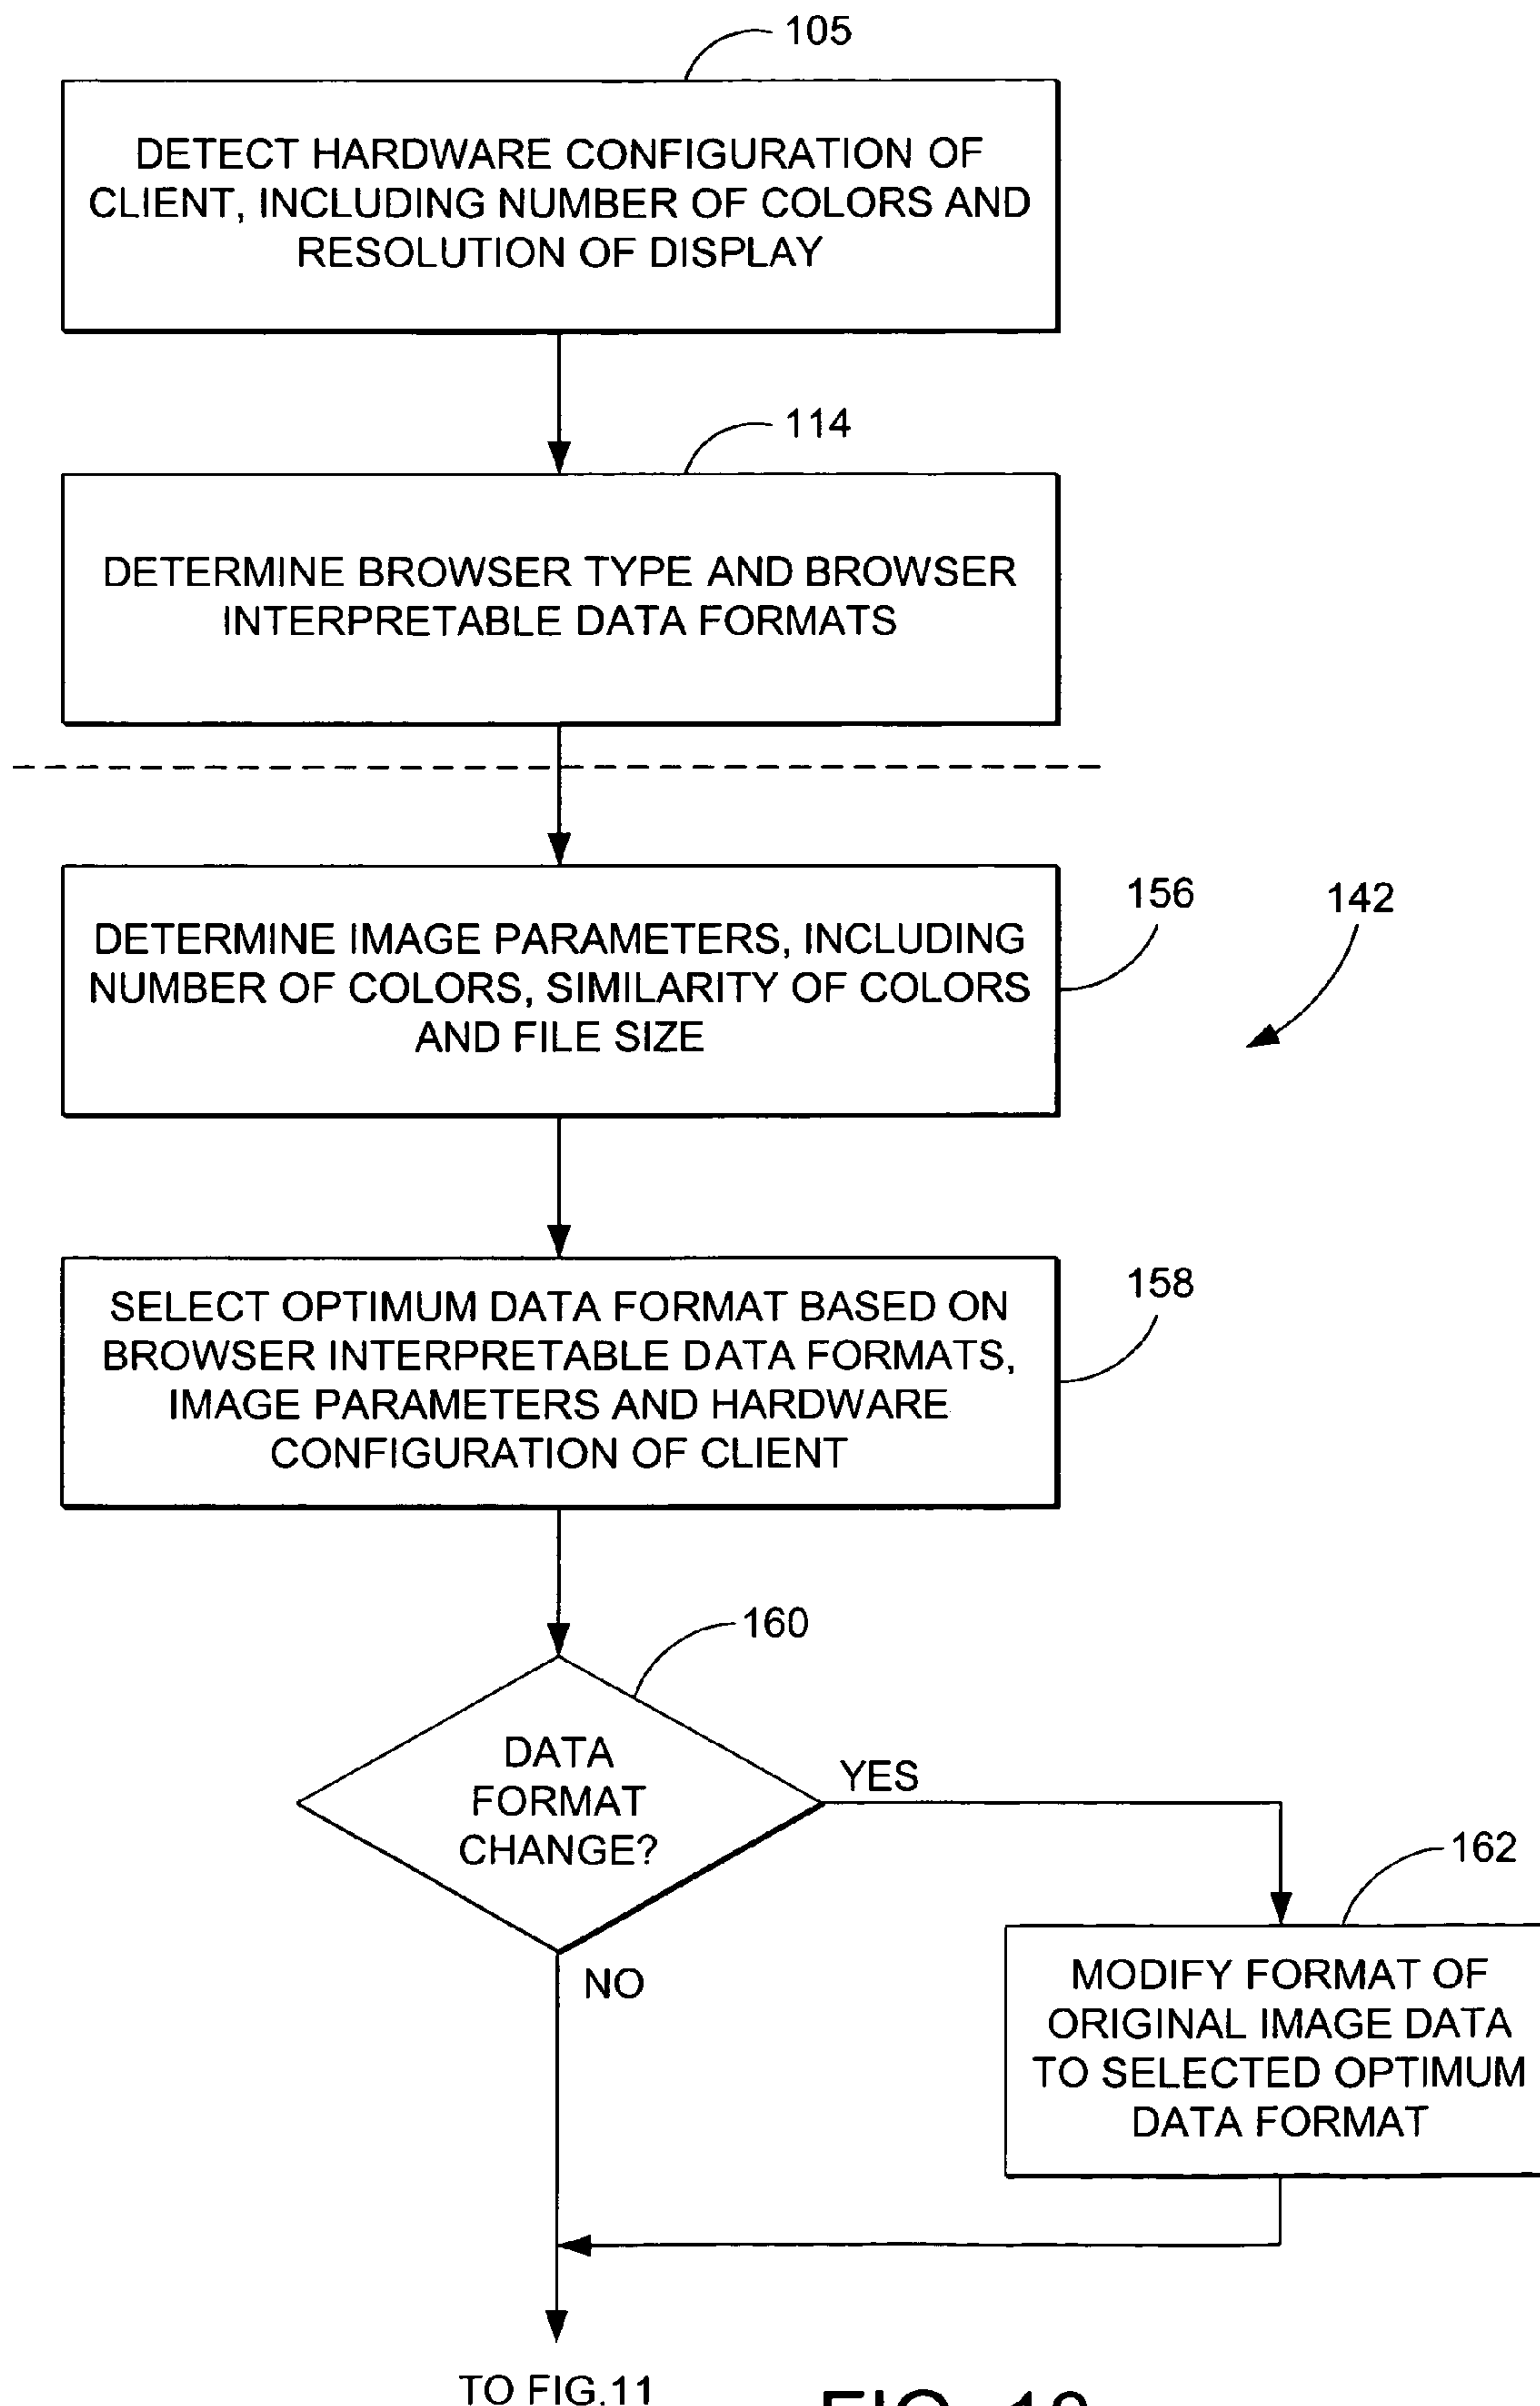 105
DETECT HARDWARE CONFIGURATION OF
CLIENT, INCLUDING NUMBER OF COLORS AND
RESOLUTION OF DISPLAY
114
DETERMINE BROWSER TYPE AND BROWSER
INTERPRETABLE DATA FORMATS
156
142
DETERMINE IMAGE PARAMETERS, INCLUDING
NUMBER OF COLORS, SIMILARITY OF COLORS
AND FILE SIZE
158
SELECT OPTIMUM DATA FORMAT BASED ON
BROWSER INTERPRETABLE DATA FORMATS,
IMAGE PARAMETERS AND HARDWARE
CONFIGURATION OF CLIENT
160
DATA
FORMAT
CHANGE?
YES
162
NO
MODIFY FORMAT OF
ORIGINAL IMAGE DATA
TO SELECTED OPTIMUM
DATA FORMAT
TO FIG.11
FIG.